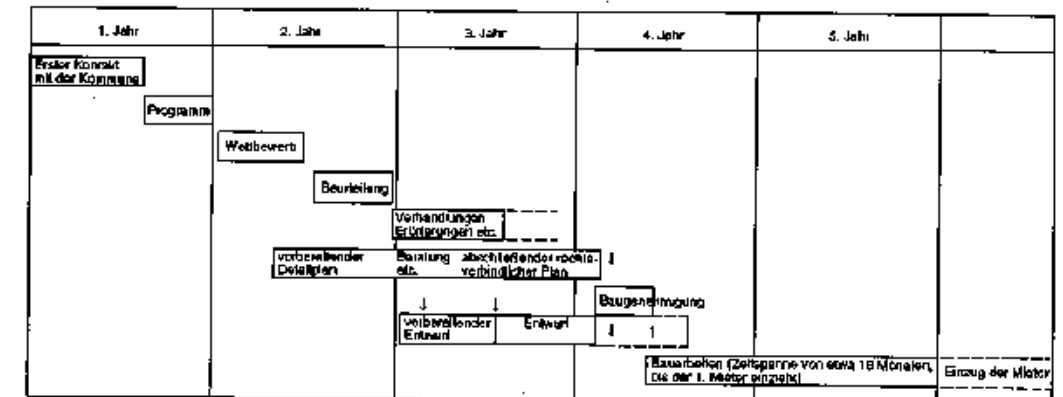 1. Jahr
2. Jahr
3. Jahr
4. Jahr
5. Jahr
Erster Kontakt
mit der Kommune
Programm
Wettbewerb
Beurteilung
Verhandlungen
Erörterungen etc.
vorbereitender
Detailplan
Beratung
etc.
abschließender rechts-
verbindlicher Plan
Baugenehmigung
vorbereitender
Entwurf
Entwurf
1
Bauarbeiten (Zeitspanne von etwa 18 Monaten,
bis der 1. Mieter einzieht)
Einzug der Mieter